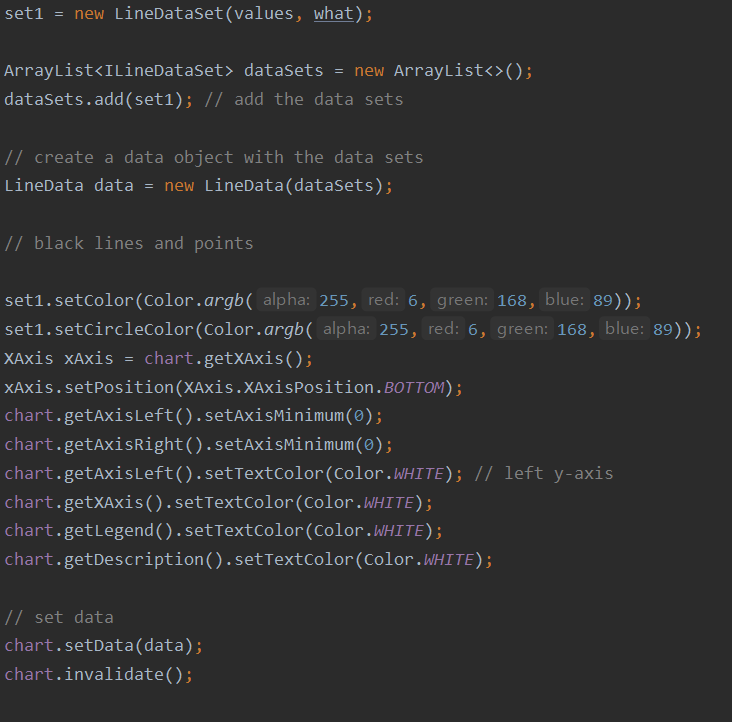 set1 = new LineDataSet(values, what);
ArrayList<ILineDataSet> dataSets = new ArrayList<>();
dataSets.add(set1); // add the data sets
// create a data object with the data sets
LineData data = new LineData(dataSets);
// black lines and points
set1.setColor(Color.argb( alpha: 255, red: 6, green: 168, blue: 89));
set1.setCircleColor(Color.argb( alpha: 255, red: 6, green: 168, blue: 89));
XAxis xAxis = chart.getXAxis();
xAxis.setPosition(XAxis.XAxisPosition.BOTTOM);
chart.getAxisLeft().setAxisMinimum(0);
chart.getAxisRight().setAxisMinimum(0);
chart.getAxisLeft().setTextColor(Color.WHITE); // left y-axis
chart.getXAxis().setTextColor(Color.WHITE);
chart.getLegend().setTextColor(Color.WHITE);
chart.getDescription().setTextColor(Color.WHITE);
// set data
chart.setData(data);
chart.invalidate();